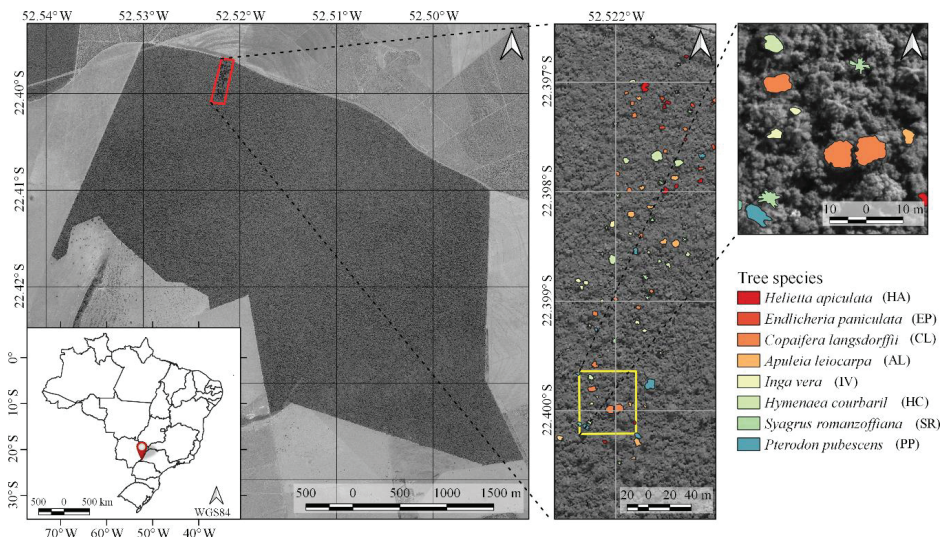 52.54°W 52.53°W 52.52°W 52.51°W 52.50°W
22.40°S
22.41°S
22.42°S
0°
10°S
20°S
30°S
70°W 60°W 50°W 40°W
500 0 500 km
WGS84
500 0 500 1000 1500 m
52.522°W
22.397°S
22.398°S
22.399°S
22.400°S
20 0 20 40 m
10 0 10 m
Tree species
Helietta apiculata (HA)
Endlicheria paniculata (EP)
Copaifera langsdorffii (CL)
Apuleia leiocarpa (AL)
Inga vera (IV)
Hymenaea courbaril (HC)
Syagrus romanzoffiana (SR)
Pterodon pubescens (PP)